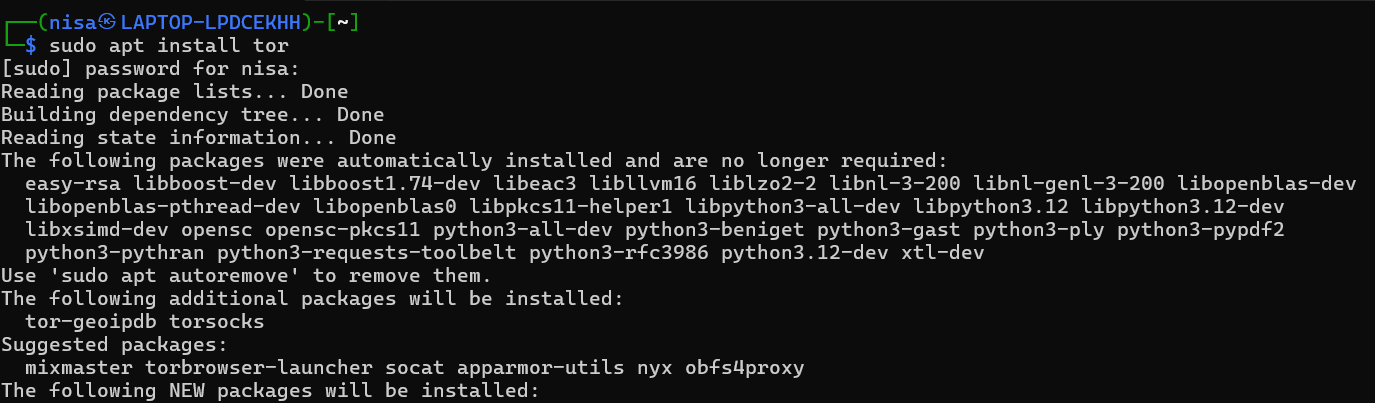 ┌──(nisa㉿LAPTOP-LPDCEKHH)-[~]
└─$ sudo apt install tor
[sudo] password for nisa:
Reading package lists... Done
Building dependency tree... Done
Reading state information... Done
The following packages were automatically installed and are no longer required:
  easy-rsa libboost-dev libboost1.74-dev libeac3 libllvm16 liblzo2-2 libnl-3-200 libnl-genl-3-200 libopenblas-dev
  libopenblas-pthread-dev libopenblas0 libpkcs11-helper1 libpython3-all-dev libpython3.12 libpython3.12-dev
  libxsimd-dev opensc opensc-pkcs11 python3-all-dev python3-beniget python3-gast python3-ply python3-pypdf2
  python3-pythran python3-requests-toolbelt python3-rfc3986 python3.12-dev xtl-dev
Use 'sudo apt autoremove' to remove them.
The following additional packages will be installed:
  tor-geoipdb torsocks
Suggested packages:
  mixmaster torbrowser-launcher socat apparmor-utils nyx obfs4proxy
The following NEW packages will be installed: